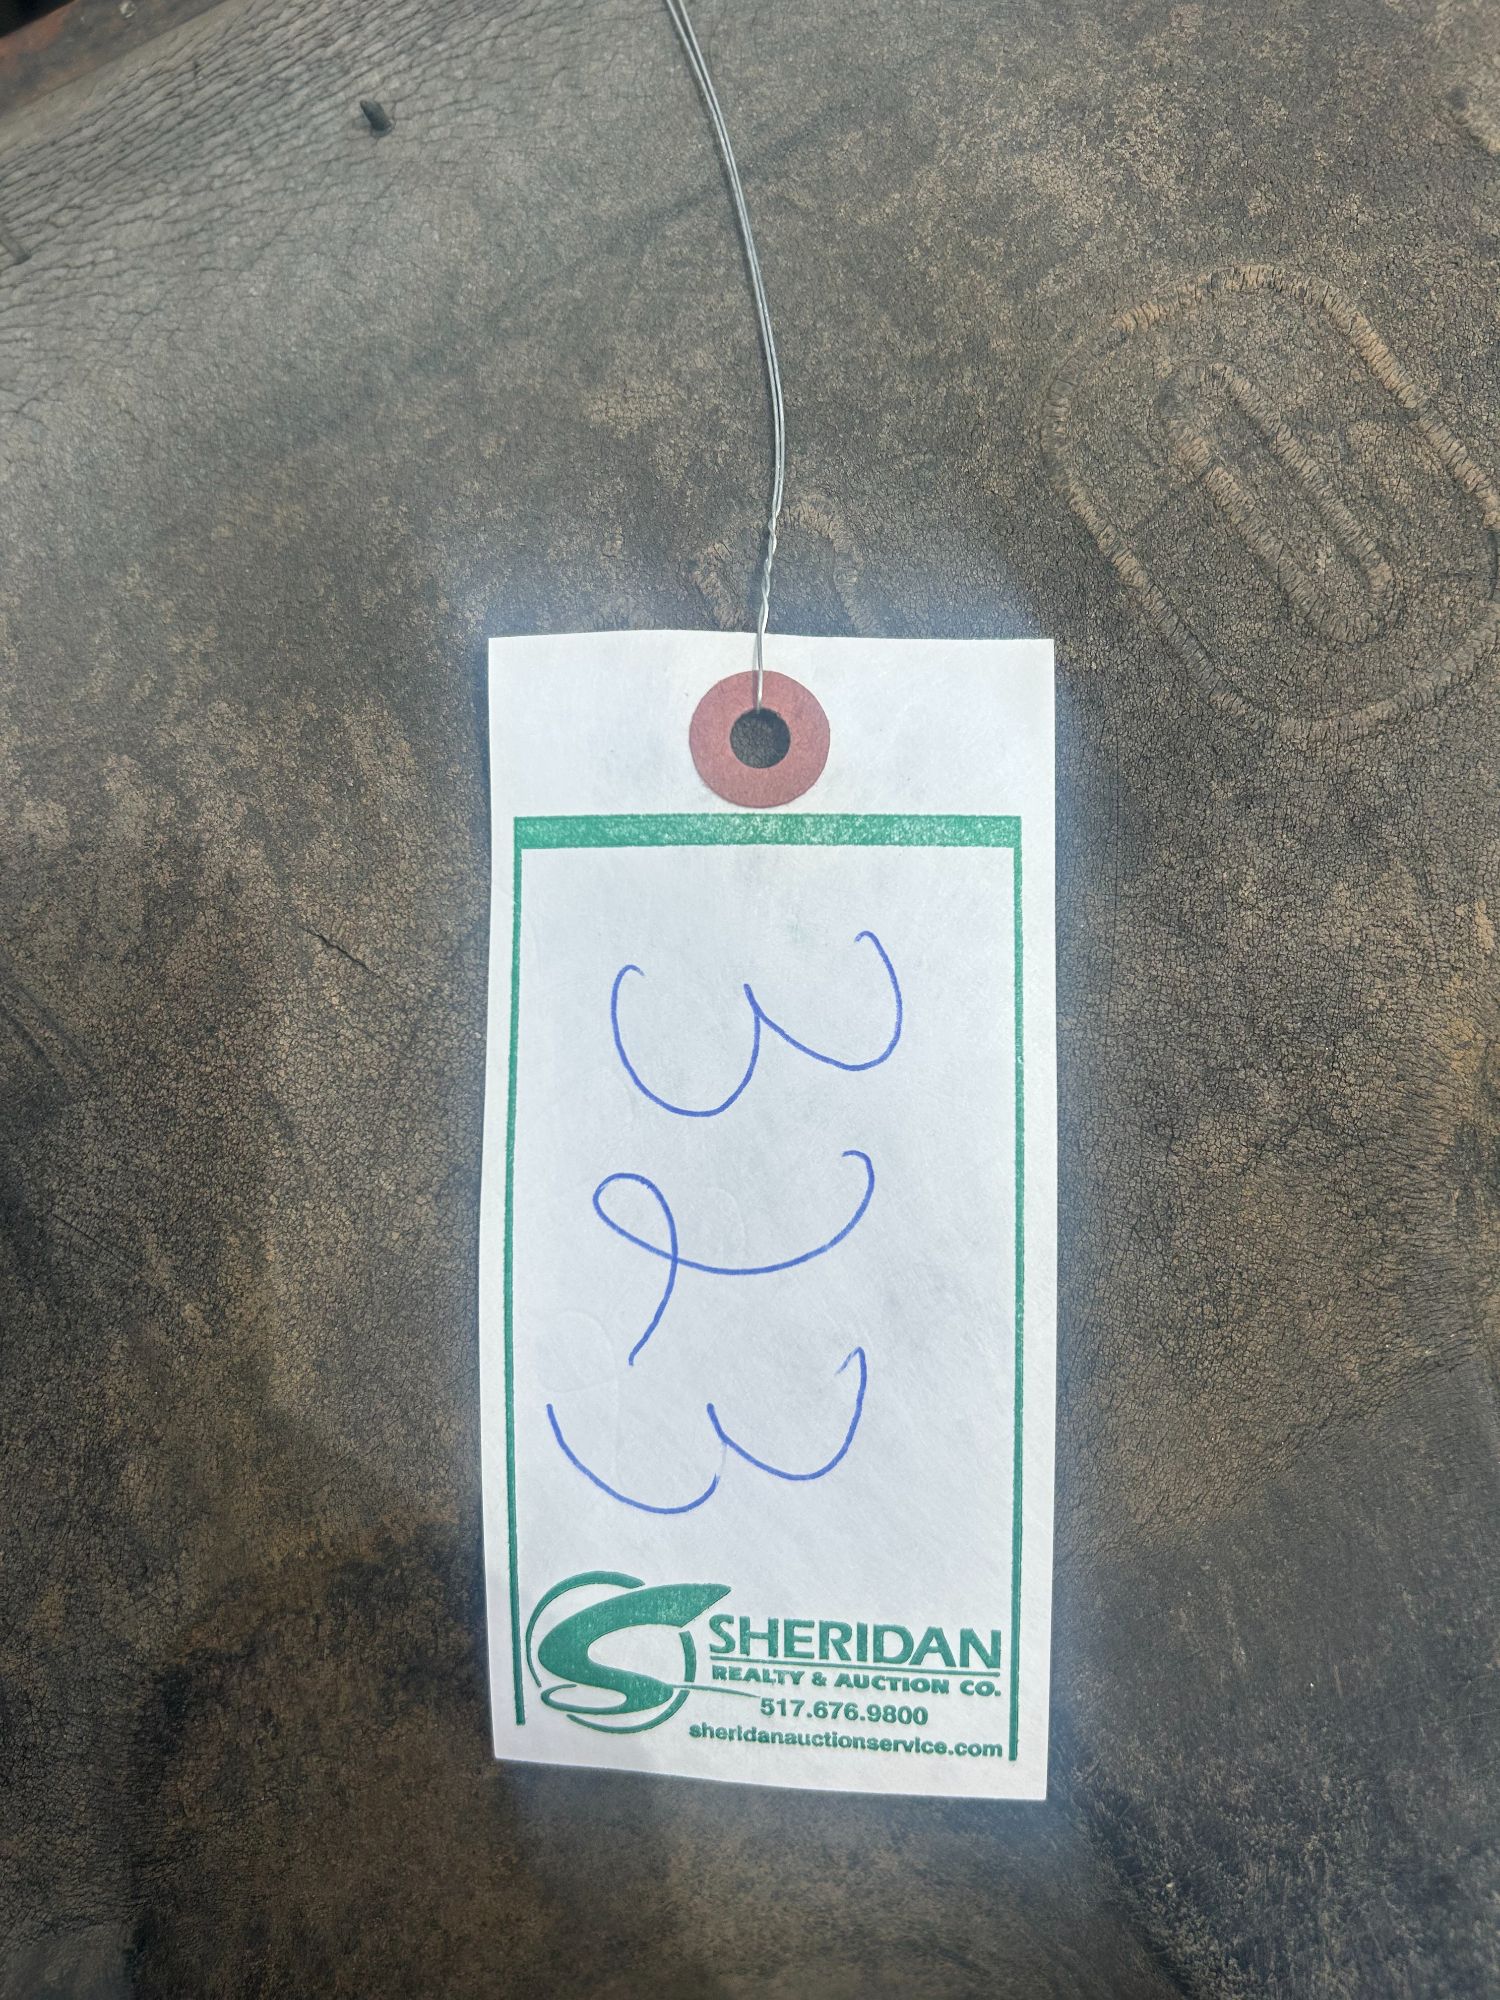 323
SHERIDAN
REALTY & AUCTION CO.
517.676.9800
sheridanauctionservice.com